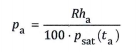 p_a = Rh_a / (100 · p_sat(t_a))